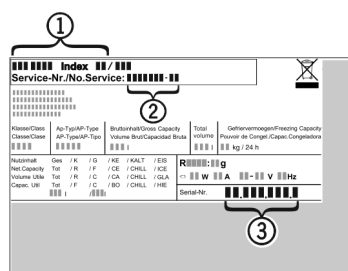 1
Index /
Service-Nr./No.Service: -
2
Klasse/Class Ap-Typ/AP-Type Bruttoinhalt/Gross Capacity Total Gefriervermoegen/Freezing Capacity
Classe/Clase AP-Type/AP-Tipo Volume Brut/Capacidad Bruta volume Pouvoir de Congel./Capac.Congeladora
l l kg / 24 h
Nutzinhalt Ges / K / G / KE / KALT / EIS
Net.Capacity Tot / R / F / CE / CHILL / ICE
Volume Utile Tot / R / C / CA / CHILL / GLA
Capac. Util Tot / F / C / BO / CHILL / HIE
l / l
R : g
W A - V Hz
Serial-Nr. . . .
3